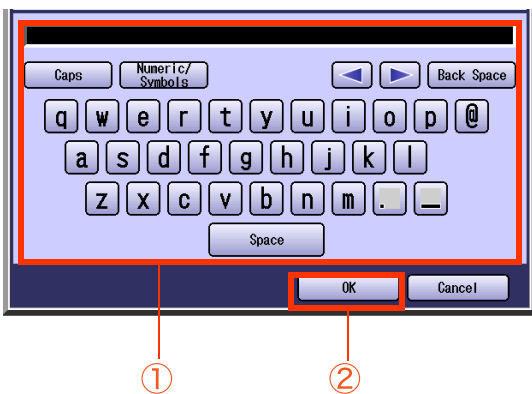 Caps Numeric/ Back Space
Symbols
q w e r t y u i o p @
a s d f g h j k l
z x c v b n m . _
Space
OK Cancel
① ②